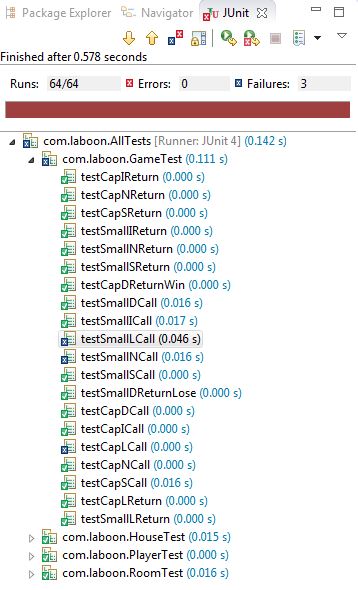 Package Explorer Navigator JUnit
Finished after 0.578 seconds
Runs: 64/64 Errors: 0 Failures: 3
com.laboon.AllTests [Runner: JUnit 4] (0.142 s)
com.laboon.GameTest (0.111 s)
testCapIReturn (0.000 s)
testCapNReturn (0.000 s)
testCapSReturn (0.000 s)
testSmallIReturn (0.000 s)
testSmallNReturn (0.000 s)
testSmallSReturn (0.000 s)
testCapDReturnWin (0.000 s)
testSmallDCall (0.016 s)
testSmallICall (0.017 s)
testSmallLCall (0.046 s)
testSmallNCall (0.016 s)
testSmallSCall (0.000 s)
testSmallDReturnLose (0.000 s)
testCapDCall (0.000 s)
testCapICall (0.000 s)
testCapLCall (0.000 s)
testCapNCall (0.000 s)
testCapSCall (0.016 s)
testCapLReturn (0.000 s)
testSmallLReturn (0.000 s)
com.laboon.HouseTest (0.015 s)
com.laboon.PlayerTest (0.000 s)
com.laboon.RoomTest (0.016 s)